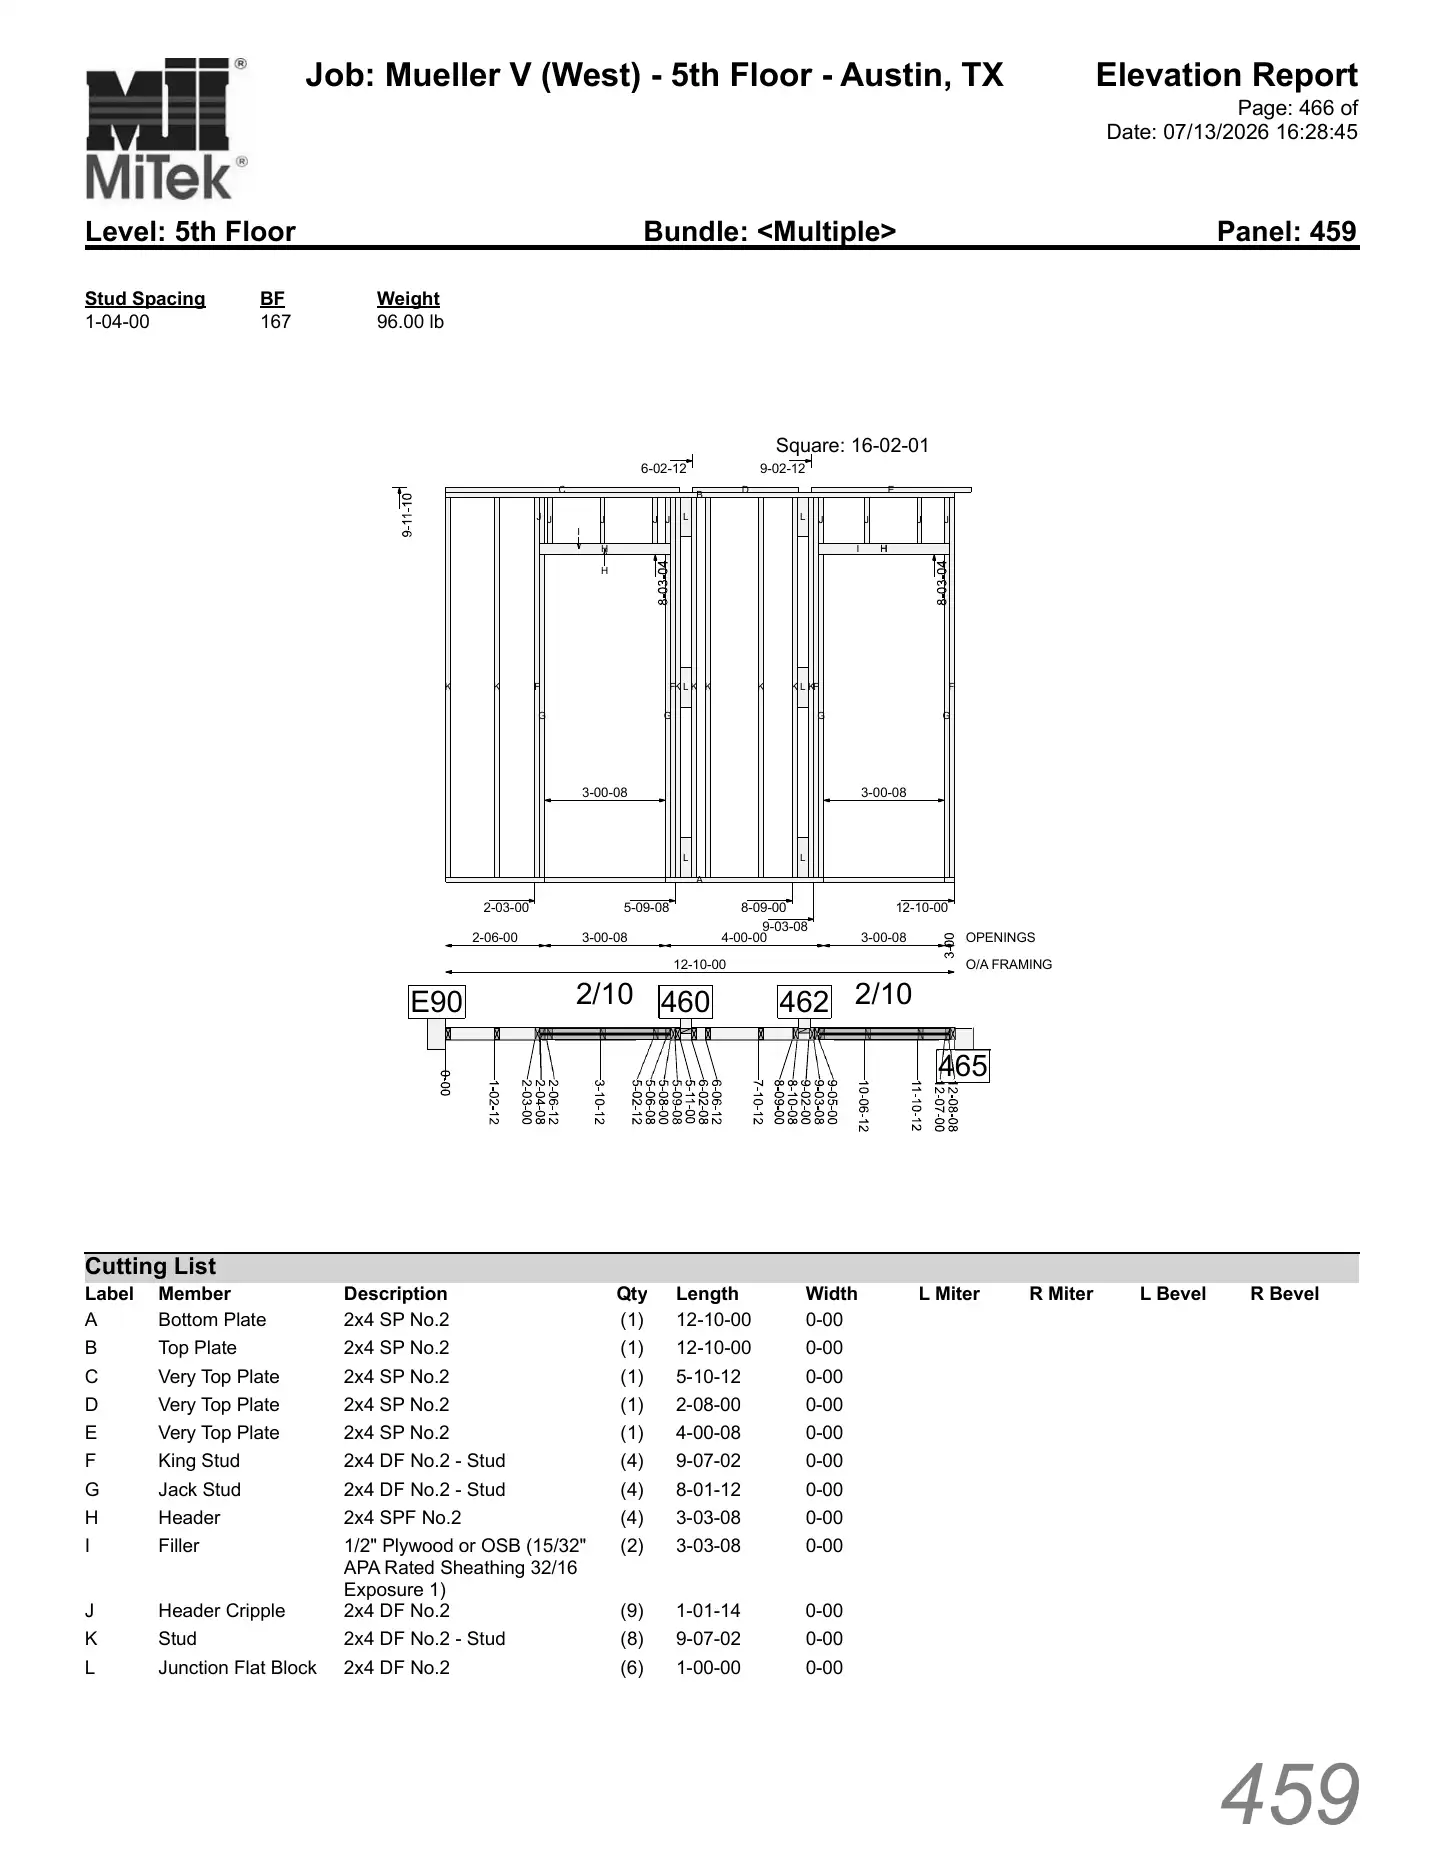 Job: Mueller V (West) - 5th Floor - Austin, TX
Elevation Report
Page: 466 of
Date: 07/13/2026 16:28:45
MiTek®
Level: 5th Floor Bundle: <Multiple> Panel: 459
Stud Spacing BF Weight
1-04-00 167 96.00 lb
Square: 16-02-01
6-02-12 9-02-12
9-11-10
C D E
B
J J J J J L L J J J J
I
H I H
H
8-03-04 8-03-04
K K F F K L K K K K L K F F
G G G G
3-00-08 3-00-08
L L
A
2-03-00 5-09-08 8-09-00 12-10-00
9-03-08
2-06-00 3-00-08 4-00-00 3-00-08 3-00 OPENINGS
12-10-00 O/A FRAMING
E90 2/10 460 462 2/10
465
0-00 1-02-12 2-03-00 2-04-08 2-06-12 3-10-12 5-02-12 5-06-08 5-08-00 5-09-08 5-11-00 6-02-08 6-06-12 7-10-12 8-09-00 8-10-08 9-02-00 9-03-08 9-05-00 10-06-12 11-10-12 12-07-00 12-08-08
Cutting List
Label Member Description Qty Length Width L Miter R Miter L Bevel R Bevel
A Bottom Plate 2x4 SP No.2 (1) 12-10-00 0-00
B Top Plate 2x4 SP No.2 (1) 12-10-00 0-00
C Very Top Plate 2x4 SP No.2 (1) 5-10-12 0-00
D Very Top Plate 2x4 SP No.2 (1) 2-08-00 0-00
E Very Top Plate 2x4 SP No.2 (1) 4-00-08 0-00
F King Stud 2x4 DF No.2 - Stud (4) 9-07-02 0-00
G Jack Stud 2x4 DF No.2 - Stud (4) 8-01-12 0-00
H Header 2x4 SPF No.2 (4) 3-03-08 0-00
I Filler 1/2" Plywood or OSB (15/32" (2) 3-03-08 0-00
APA Rated Sheathing 32/16
Exposure 1)
J Header Cripple 2x4 DF No.2 (9) 1-01-14 0-00
K Stud 2x4 DF No.2 - Stud (8) 9-07-02 0-00
L Junction Flat Block 2x4 DF No.2 (6) 1-00-00 0-00
459